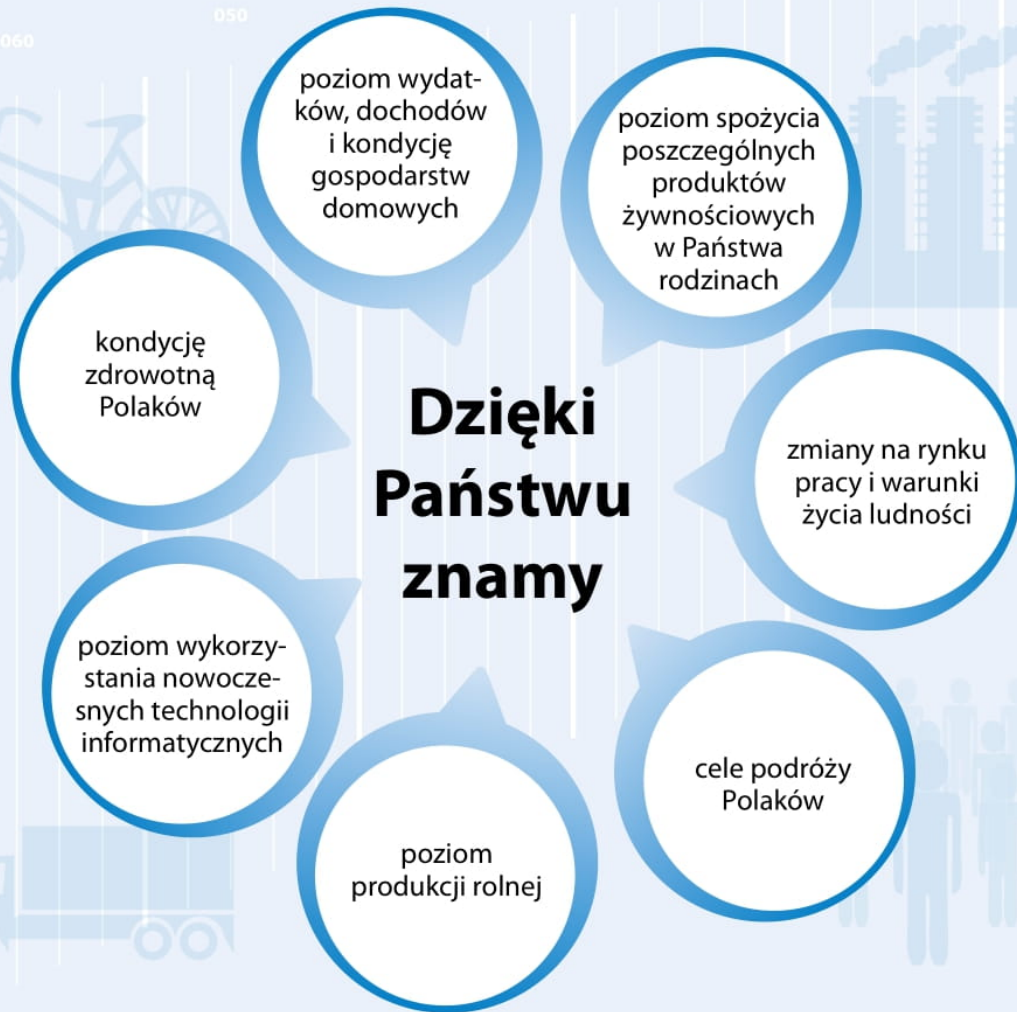 050
060
poziom wydat-
ków, dochodów
i kondycję
gospodarstw
domowych
poziom spożycia
poszczególnych
produktów
żywnościowych
w Państwa
rodzinach
kondycję
zdrowotną
Polaków
Dzięki
Państwu
znamy
zmiany na rynku
pracy i warunki
życia ludności
poziom wykorzy-
stania nowocze-
snych technologii
informatycznych
cele podróży
Polaków
poziom
produkcji rolnej